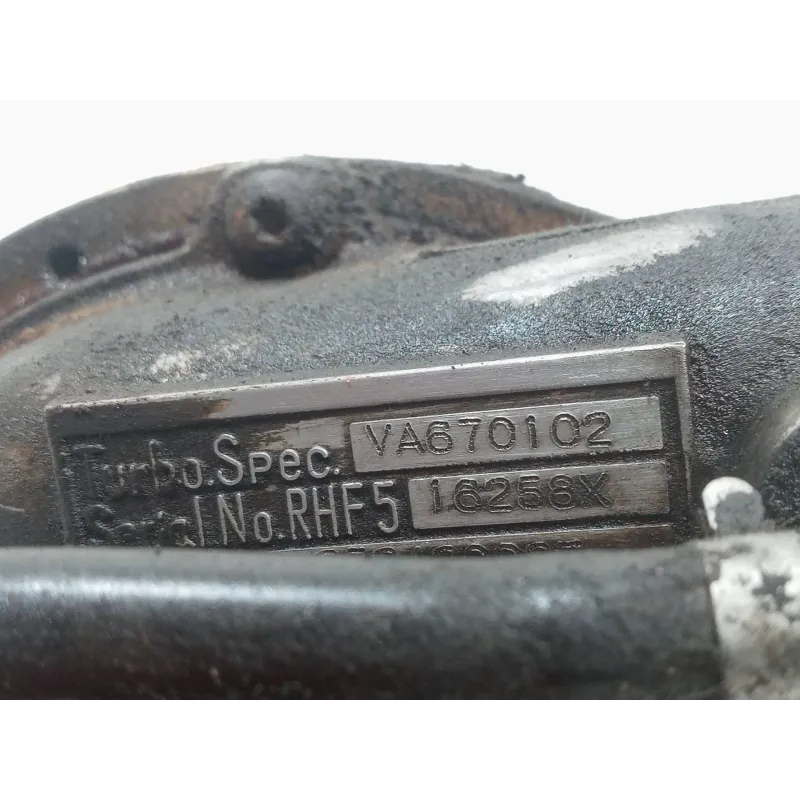 Turbo.Spec. VA670102
Serial No.RHF5 16258X